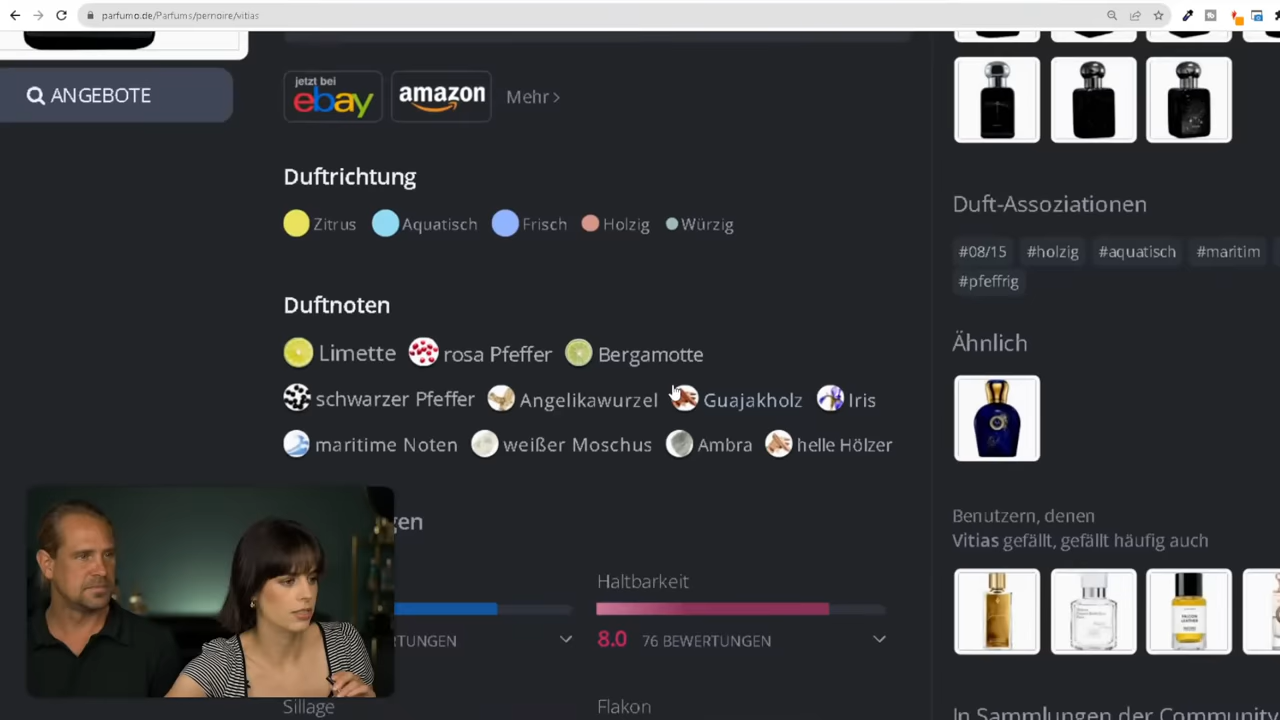 parfumo.de/Parfums/pernoire/vitias
ANGEBOTE
jetzt bei
ebay
amazon
Mehr >
Duftrichtung
Zitrus Aquatisch Frisch Holzig Würzig
Duftnoten
Limette rosa Pfeffer Bergamotte
schwarzer Pfeffer Angelikawurzel Guajakholz Iris
maritime Noten weißer Moschus Ambra helle Hölzer
Haltbarkeit
8.0 76 BEWERTUNGEN
Sillage
Flakon
Duft-Assoziationen
#08/15 #holzig #aquatisch #maritim
#pfeffrig
Ähnlich
Benutzern, denen
Vitias gefällt, gefällt häufig auch
In Sammlungen der Community